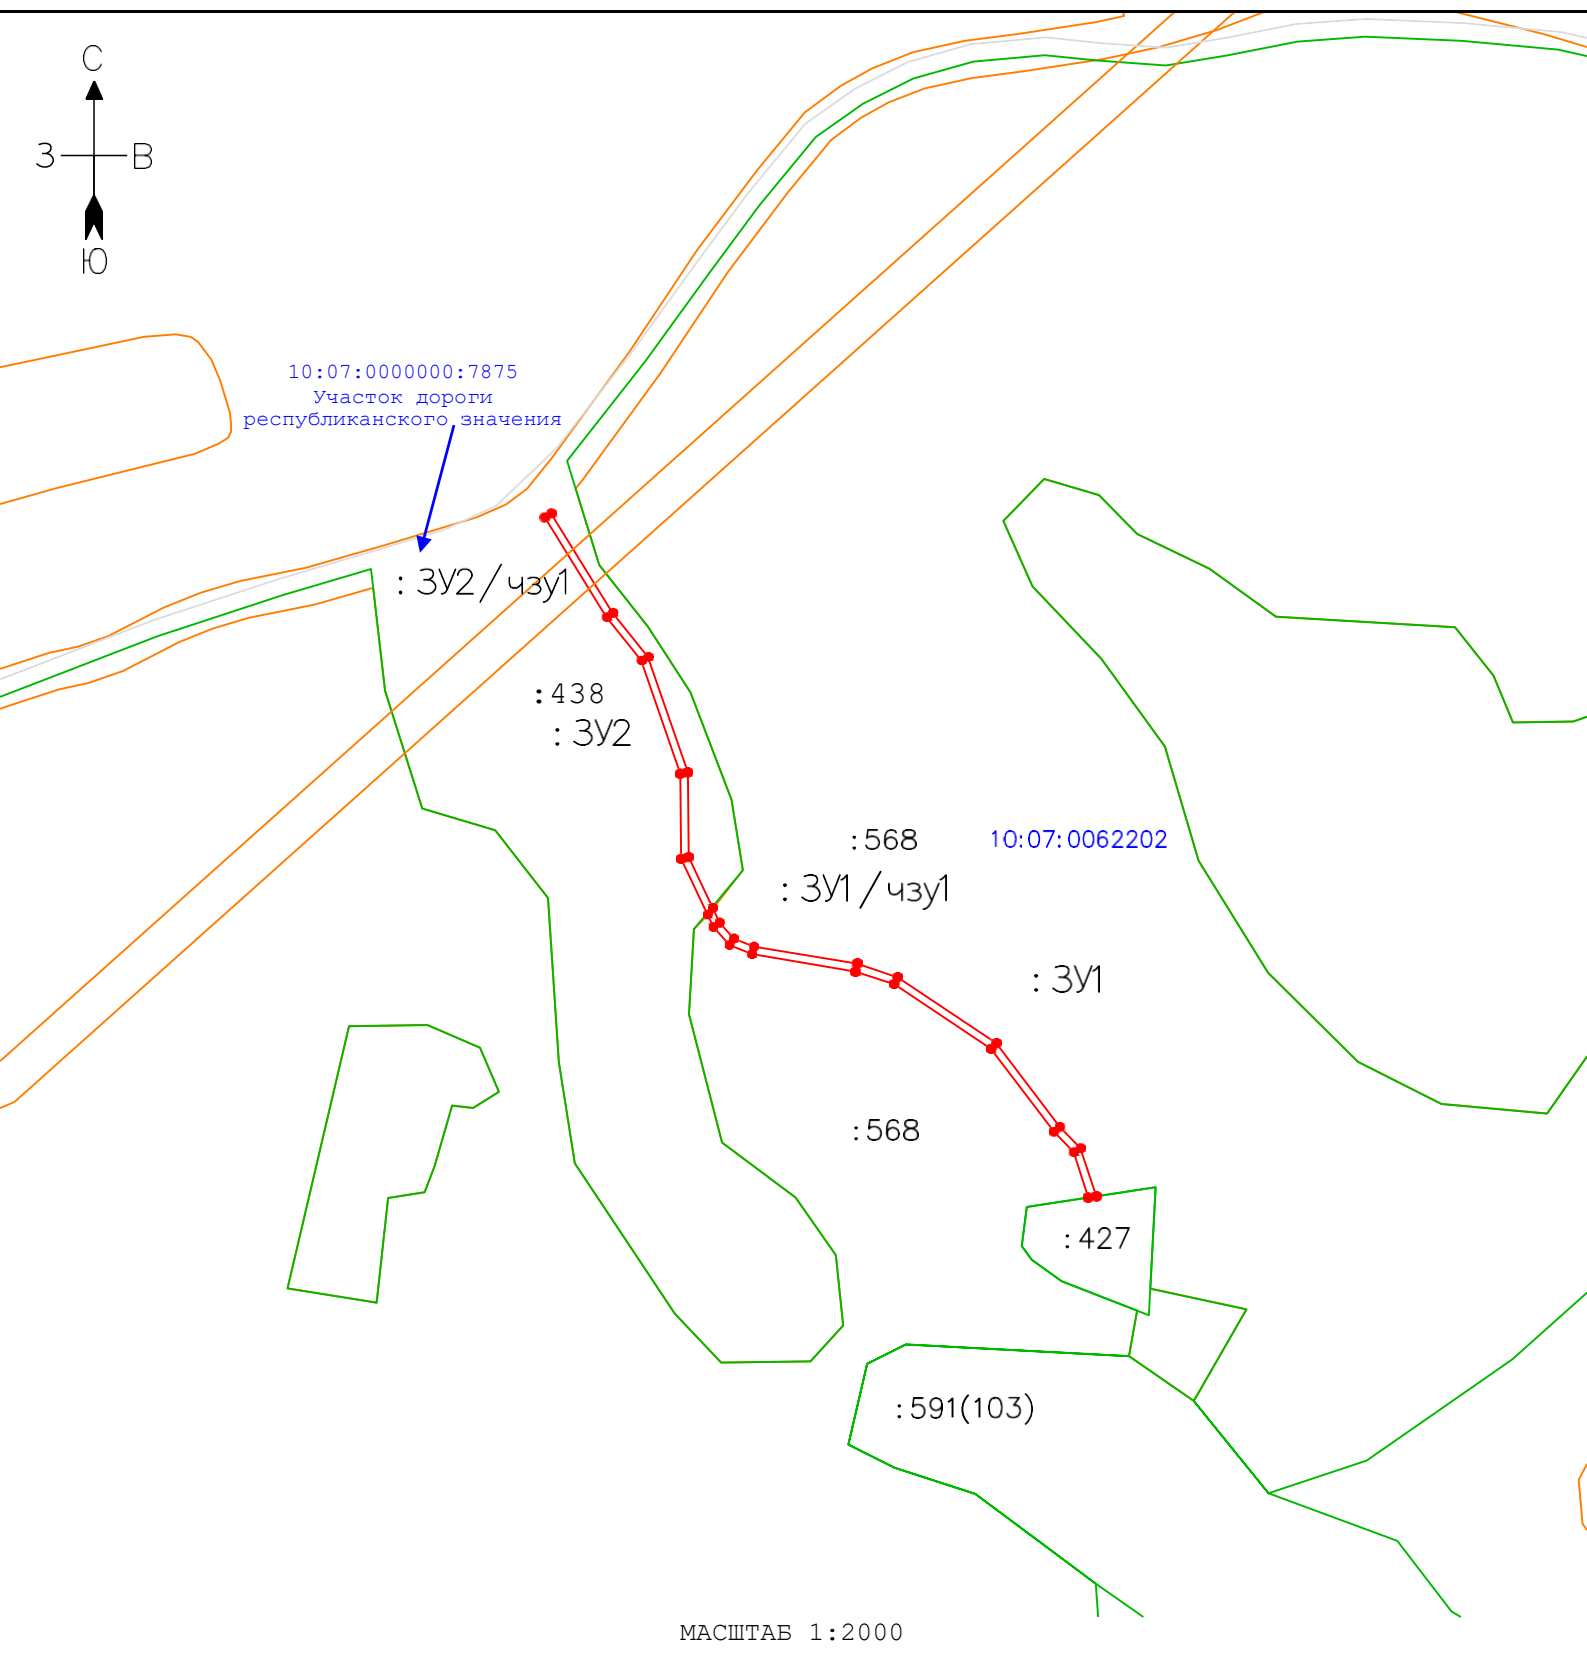 С
З В
Ю
10:07:0000000:7875
Участок дороги
республиканского значения
:ЗУ2/чзу1
:438
:ЗУ2
:568
10:07:0062202
:ЗУ1/чзу1
:ЗУ1
:568
:427
:591(103)
МАСШТАБ 1:2000